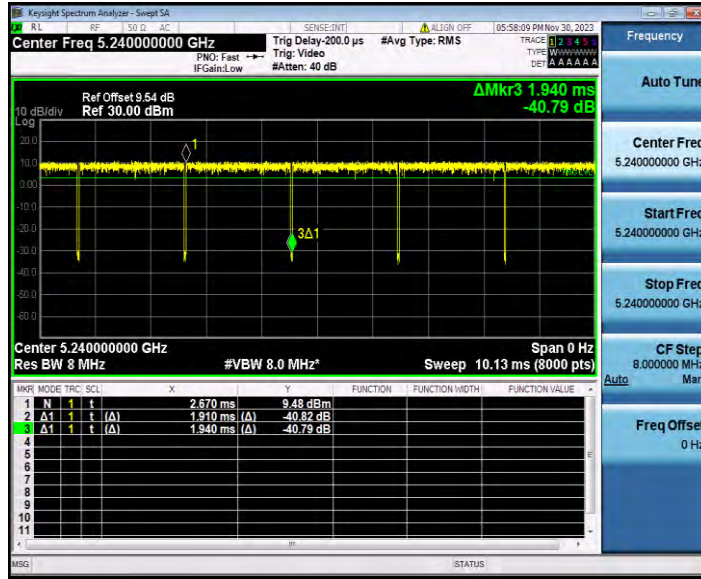 Keysight Spectrum Analyzer - Swept SA
RL RF 50 Ω AC SENSE:INT ALIGN OFF 05:58:09 PM Nov 30, 2023
Center Freq 5.240000000 GHz
PNO: Fast
IFGain:Low
Trig Delay-200.0 µs
Trig: Video
#Atten: 40 dB
#Avg Type: RMS
TRACE 1 2 3 4 5 6
TYPE W
DET A A A A A A
Frequency
ΔMkr3 1.940 ms
-40.79 dB
Ref Offset 9.54 dB
10 dB/div Ref 30.00 dBm
Log
20.0
10.0
0.00
-10.0
-20.0
-30.0
-40.0
-50.0
-60.0
1
3Δ1
Center 5.240000000 GHz Span 0 Hz
Res BW 8 MHz #VBW 8.0 MHz* Sweep 10.13 ms (8000 pts)
MKR MODE TRC SCL X Y FUNCTION FUNCTION WIDTH FUNCTION VALUE
1 N 1 t 2.670 ms 9.48 dBm
2 Δ1 1 t (Δ) 1.910 ms (Δ) -40.82 dB
3 Δ1 1 t (Δ) 1.940 ms (Δ) -40.79 dB
4
5
6
7
8
9
10
11
MSG STATUS
Auto Tune
Center Freq
5.240000000 GHz
Start Freq
5.240000000 GHz
Stop Freq
5.240000000 GHz
CF Step
8.000000 MHz
Auto Man
Freq Offset
0 Hz